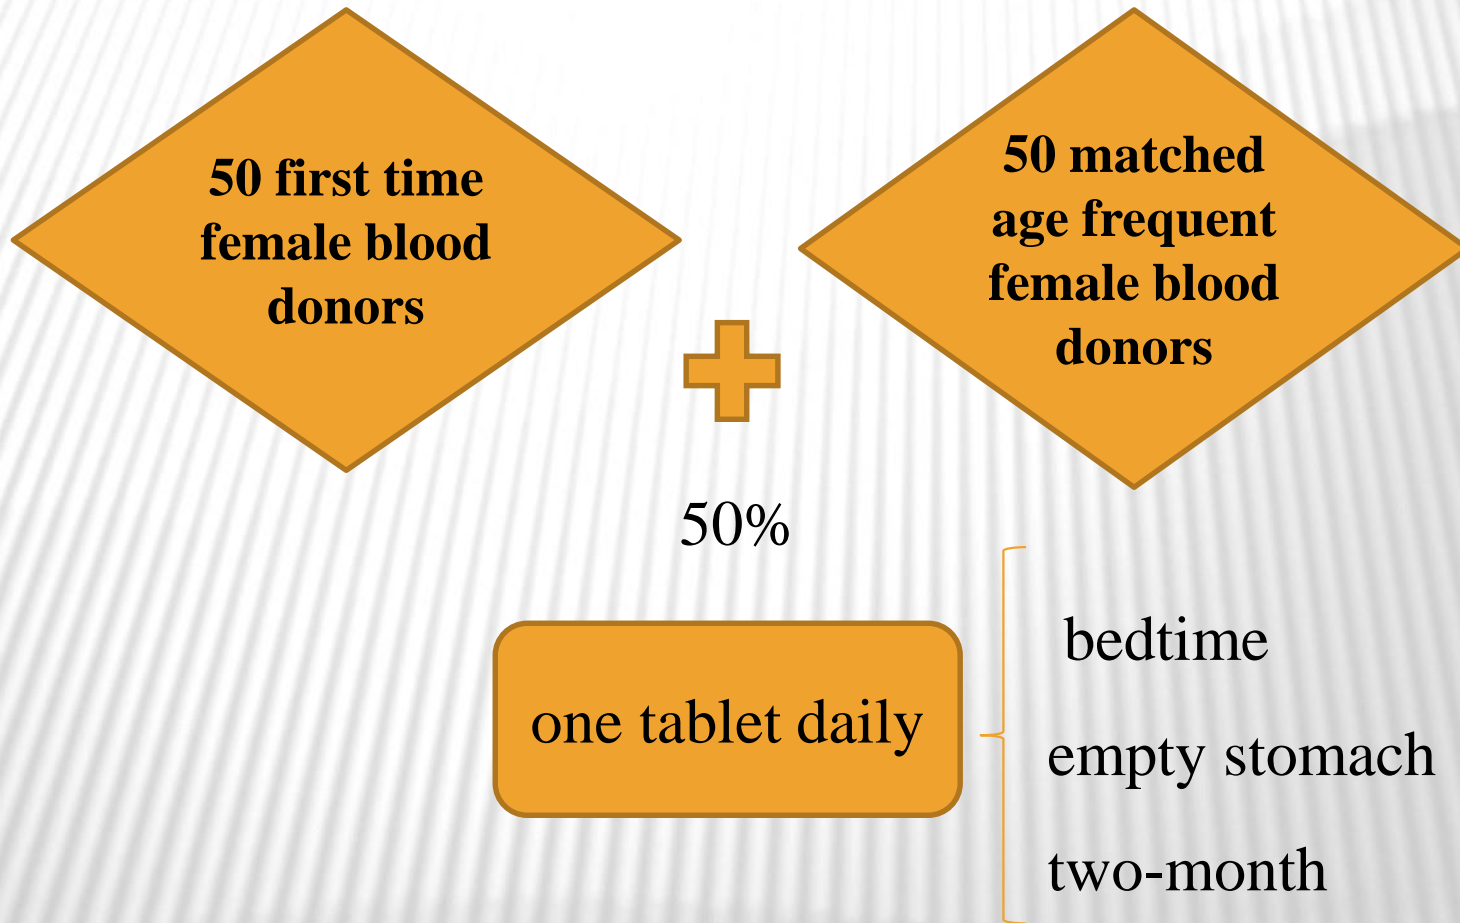 50 first time
female blood
donors
50 matched
age frequent
female blood
donors
50%
one tablet daily
bedtime
empty stomach
two-month